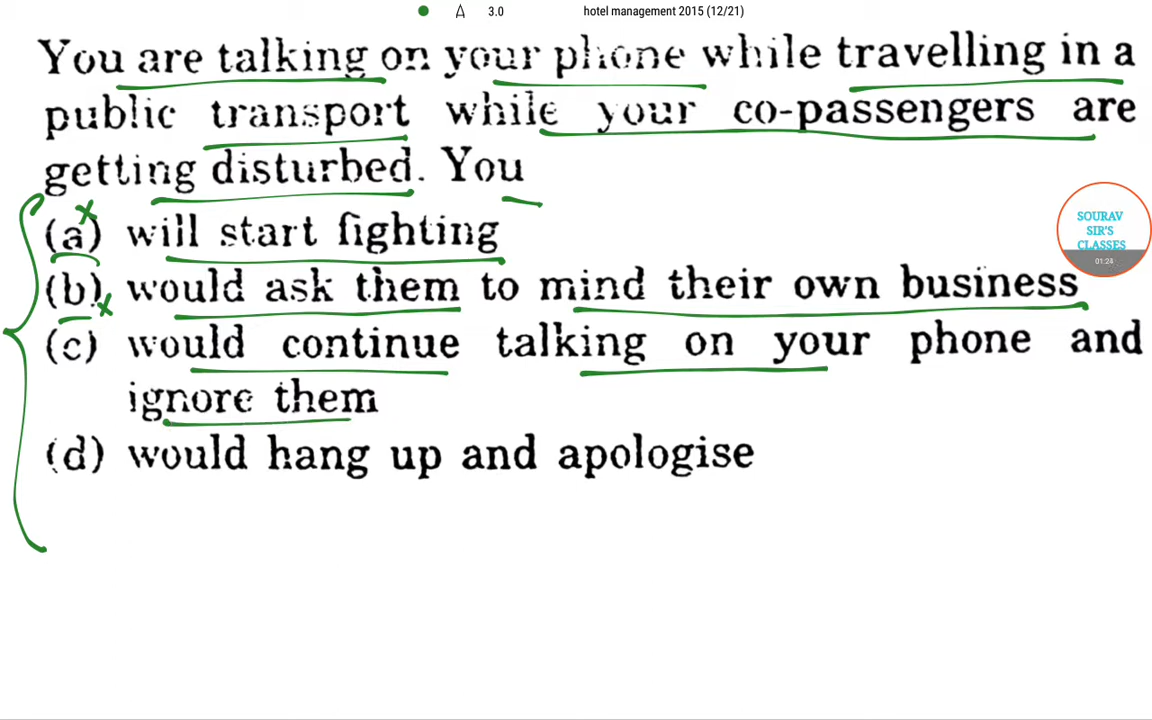 3.0 hotel management 2015 (12/21)
You are talking on your phone while travelling in a
public transport while your co-passengers are
getting disturbed. You
(a) will start fighting
(b) would ask them to mind their own business
(c) would continue talking on your phone and
ignore them
(d) would hang up and apologise
SOURAV
SIR'S
CLASSES
01:24